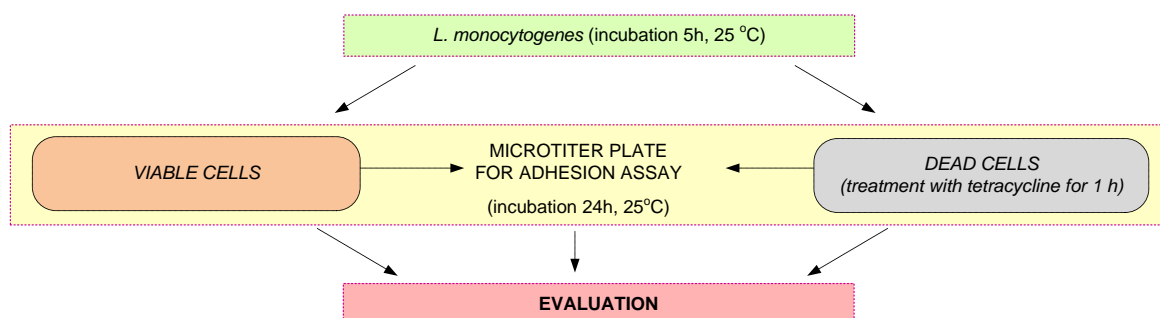 L. monocytogenes (incubation 5h, 25 °C)
VIABLE CELLS
MICROTITER PLATE
FOR ADHESION ASSAY
(incubation 24h, 25°C)
DEAD CELLS
(treatment with tetracycline for 1 h)
EVALUATION